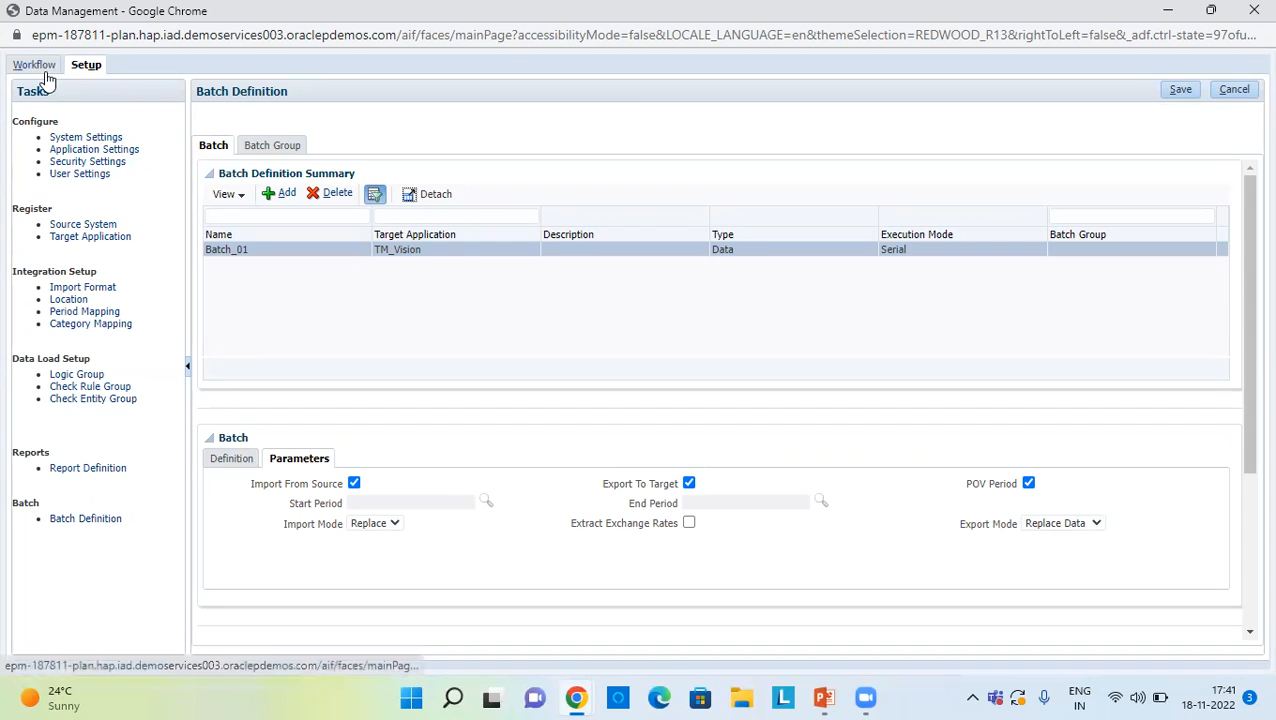 Data Management - Google Chrome
epm-187811-plan.hap.iad.demoservices003.oraclepdemos.com/aif/faces/mainPage?accessibilityMode=false&LOCALE_LANGUAGE=en&themeSelection=REDWOOD_R13&rightToLeft=false&_adf.ctrl-state=97ofu...
Workflow Setup
Tasks
Batch Definition Save Cancel
Configure
System Settings
Application Settings
Security Settings
User Settings
Register
Source System
Target Application
Integration Setup
Import Format
Location
Period Mapping
Category Mapping
Data Load Setup
Logic Group
Check Rule Group
Check Entity Group
Reports
Report Definition
Batch
Batch Definition
Batch Batch Group
Batch Definition Summary
View Add Delete Detach
Name Target Application Description Type Execution Mode Batch Group
Batch_01 TM_Vision Data Serial
Batch
Definition Parameters
Import From Source Export To Target POV Period
Start Period End Period
Import Mode Replace Extract Exchange Rates Export Mode Replace Data
epm-187811-plan.hap.iad.demoservices003.oraclepdemos.com/aif/faces/mainPag...
24°C
Sunny
L
ENG
IN
17:41
18-11-2022
3